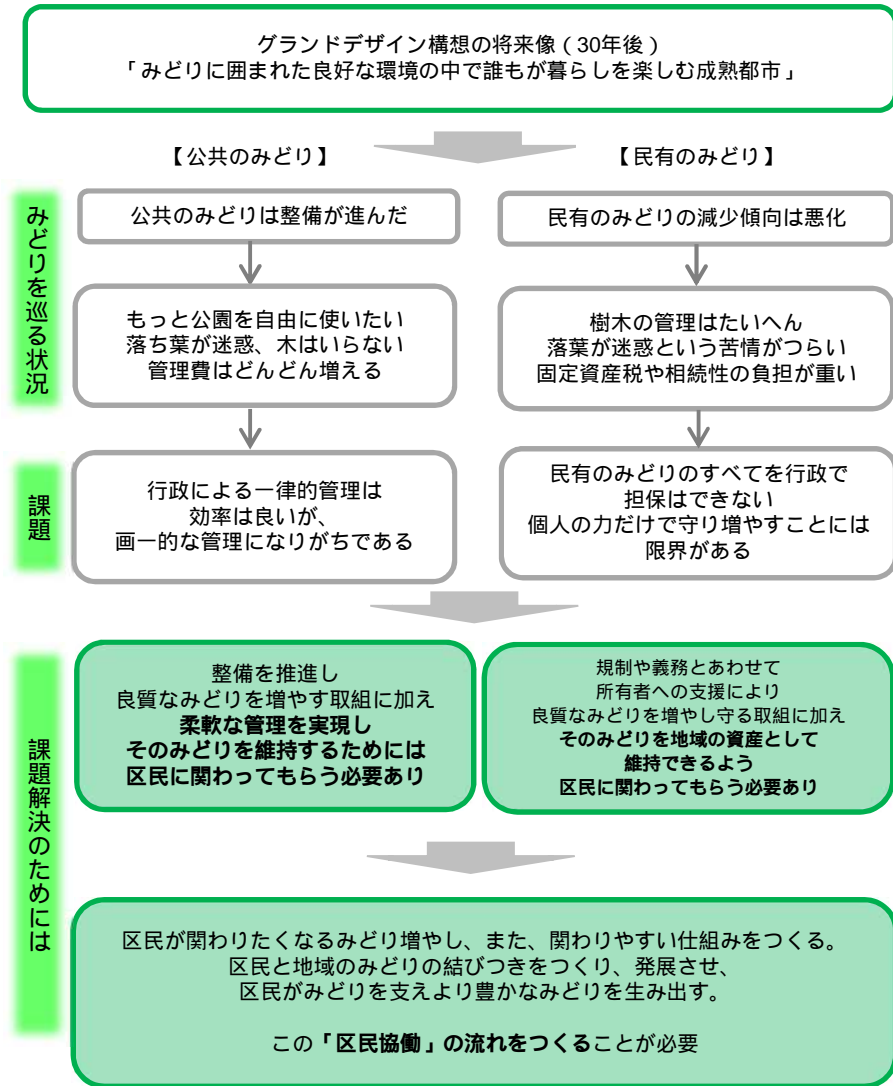 グランドデザイン構想の将来像（30年後）
「みどりに囲まれた良好な環境の中で誰もが暮らしを楽しむ成熟都市」
【公共のみどり】
【民有のみどり】
みどりを巡る状況
公共のみどりは整備が進んだ
民有のみどりの減少傾向は悪化
もっと公園を自由に使いたい
落ち葉が迷惑、木はいらない
管理費はどんどん増える
樹木の管理はたいへん
落葉が迷惑という苦情がつらい
固定資産税や相続性の負担が重い
課題
行政による一律的管理は
効率は良いが、
画一的な管理になりがちである
民有のみどりのすべてを行政で
担保はできない
個人の力だけで守り増やすことには
限界がある
課題解決のためには
整備を推進し
良質なみどりを増やす取組に加え
柔軟な管理を実現し
そのみどりを維持するためには
区民に関わってもらう必要あり
規制や義務とあわせて
所有者への支援により
良質なみどりを増やし守る取組に加え
そのみどりを地域の資産として
維持できるよう
区民に関わってもらう必要あり
区民が関わりたくなるみどり増やし、また、関わりやすい仕組みをつくる。
区民と地域のみどりの結びつきをつくり、発展させ、
区民がみどりを支えより豊かなみどりを生み出す。
この「区民協働」の流れをつくることが必要